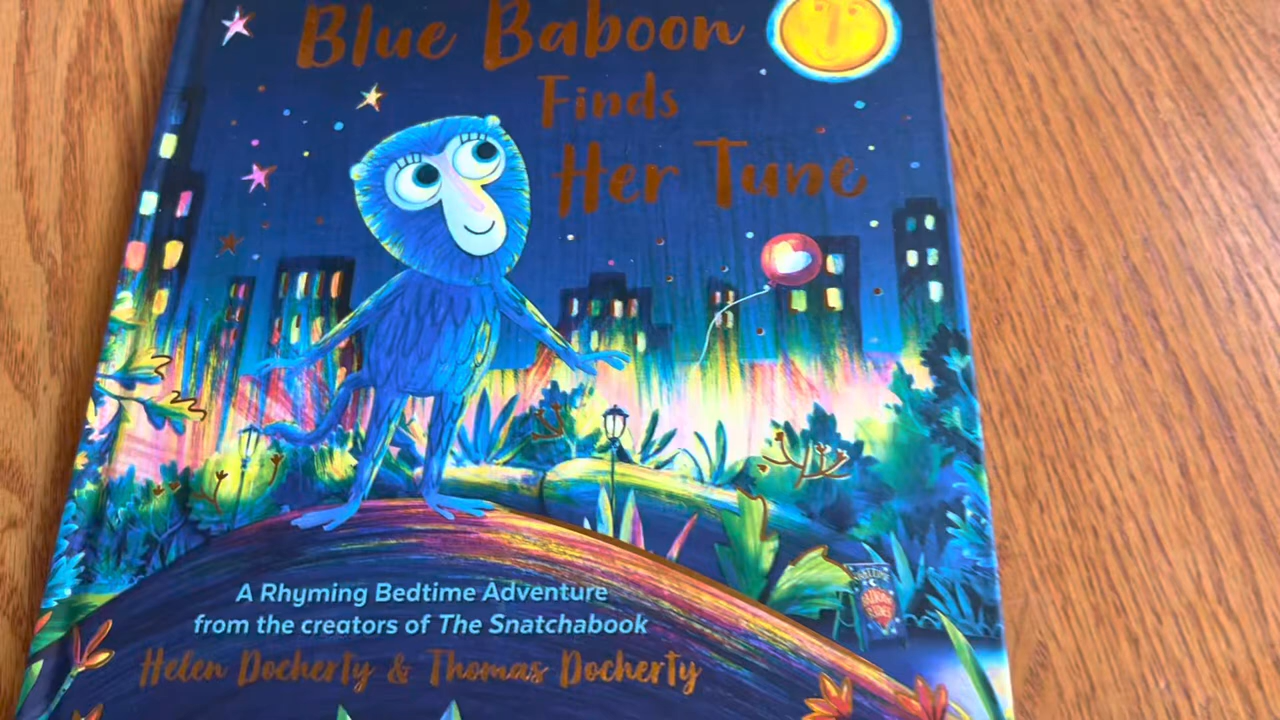 Blue Baboon
Finds
Her Tune
A Rhyming Bedtime Adventure
from the creators of The Snatchabook
Helen Docherty & Thomas Docherty